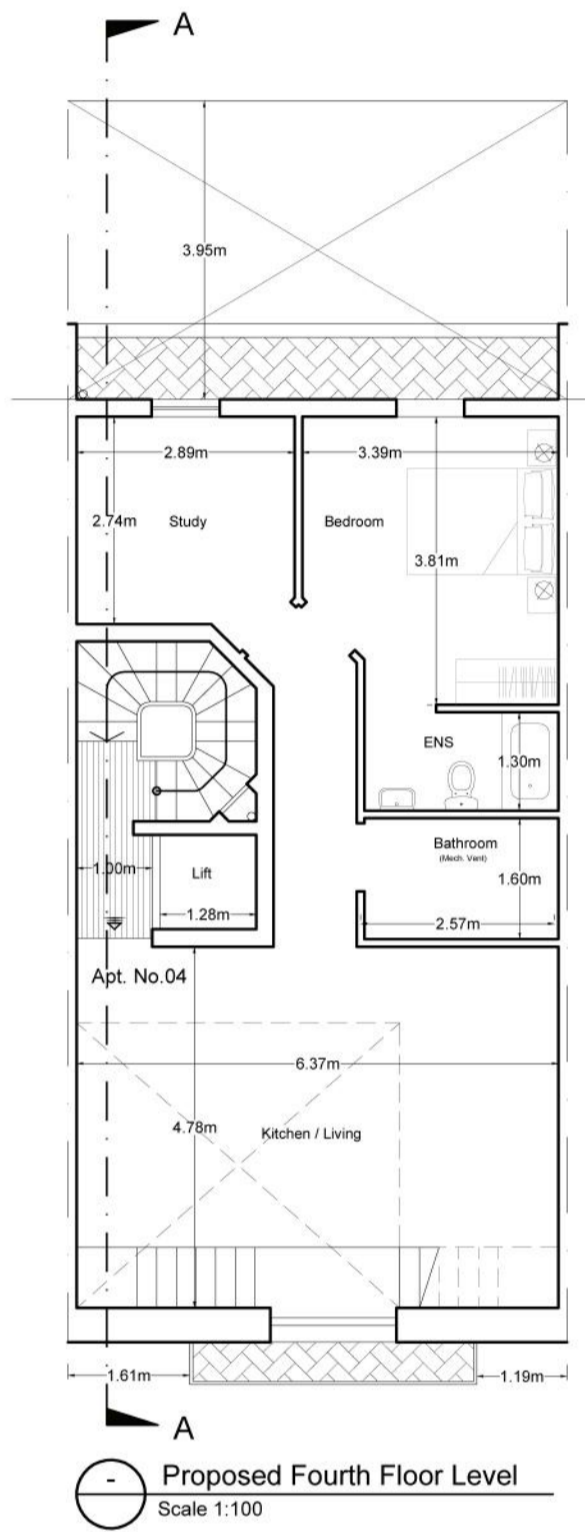 A
3.95m
2.89m
3.39m
2.74m
Study
Bedroom
3.81m
ENS
1.30m
Bathroom
(Mech. Vent)
1.00m
Lift
1.60m
1.28m
2.57m
Apt. No.04
6.37m
4.78m
Kitchen / Living
1.61m
1.19m
A
-
Proposed Fourth Floor Level
Scale 1:100